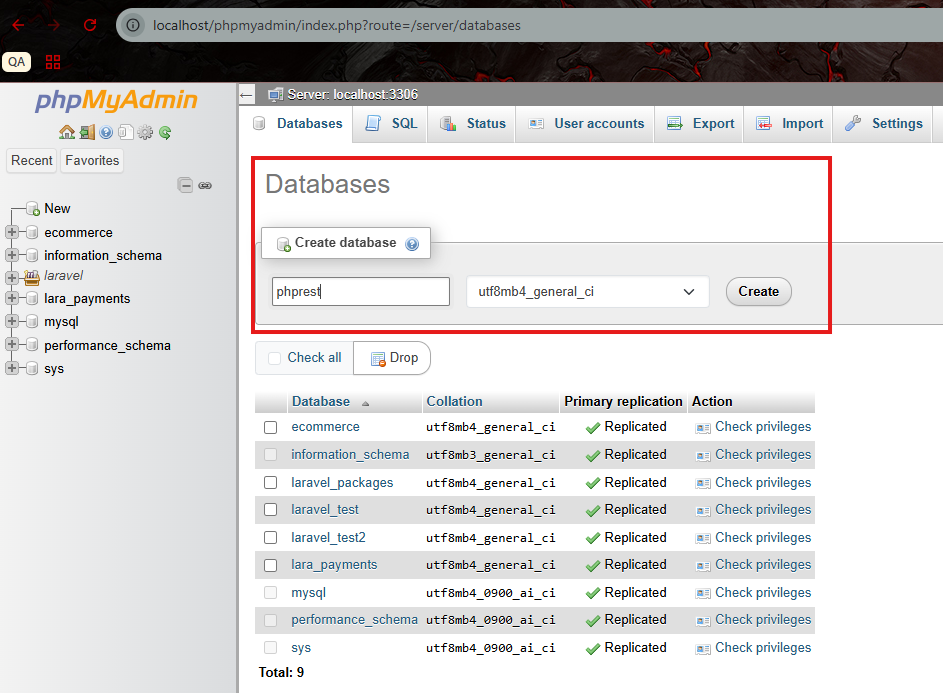 localhost/phpmyadmin/index.php?route=/server/databases
QA
phpMyAdmin
Recent Favorites
New
ecommerce
information_schema
laravel
lara_payments
mysql
performance_schema
sys
Server: localhost:3306
Databases SQL Status User accounts Export Import Settings
Databases
Create database
phprest utf8mb4_general_ci Create
Check all Drop
Database Collation Primary replication Action
ecommerce utf8mb4_general_ci Replicated Check privileges
information_schema utf8mb3_general_ci Replicated Check privileges
laravel_packages utf8mb4_general_ci Replicated Check privileges
laravel_test utf8mb4_general_ci Replicated Check privileges
laravel_test2 utf8mb4_general_ci Replicated Check privileges
lara_payments utf8mb4_general_ci Replicated Check privileges
mysql utf8mb4_0900_ai_ci Replicated Check privileges
performance_schema utf8mb4_0900_ai_ci Replicated Check privileges
sys utf8mb4_0900_ai_ci Replicated Check privileges
Total: 9